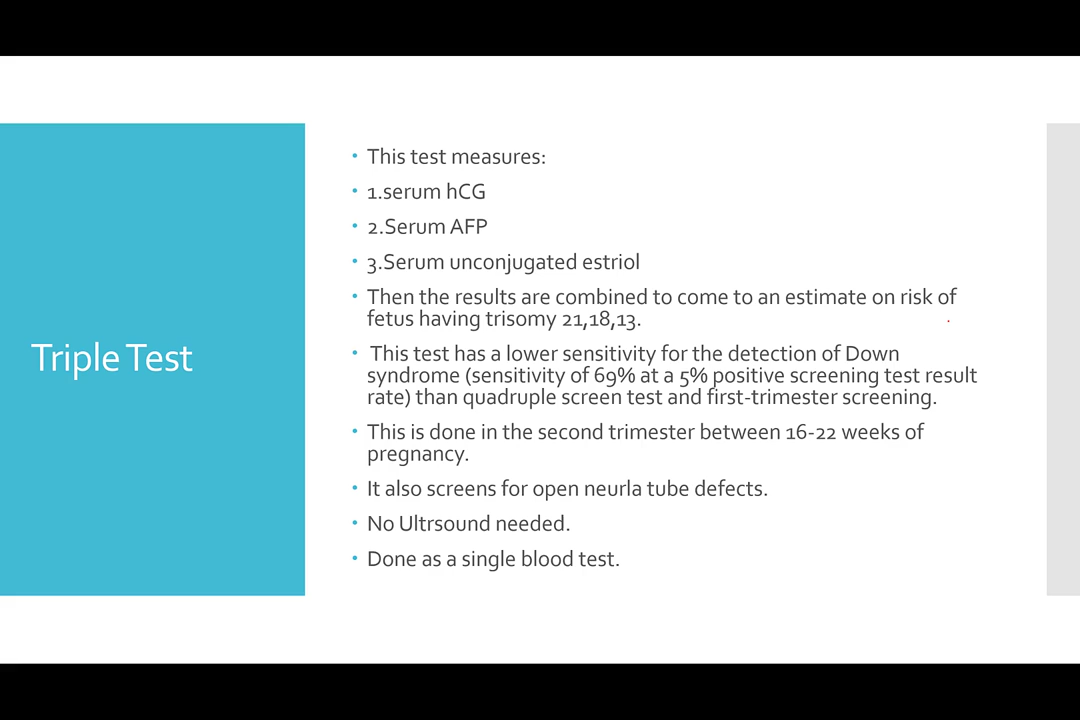 Triple Test
• This test measures:
• 1.serum hCG
• 2.Serum AFP
• 3.Serum unconjugated estriol
• Then the results are combined to come to an estimate on risk of
fetus having trisomy 21,18,13.
• This test has a lower sensitivity for the detection of Down
syndrome (sensitivity of 69% at a 5% positive screening test result
rate) than quadruple screen test and first-trimester screening.
• This is done in the second trimester between 16-22 weeks of
pregnancy.
• It also screens for open neurla tube defects.
• No Ultrsound needed.
• Done as a single blood test.